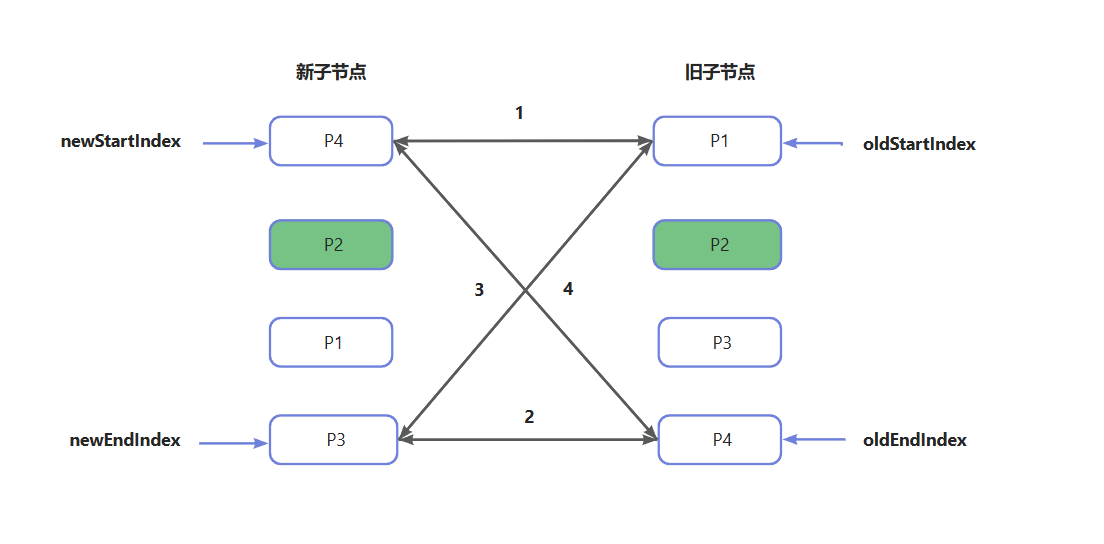 新子节点 旧子节点
1
newStartIndex P4 P1 oldStartIndex
P2 P2
3 4
P1 P3
2
newEndIndex P3 P4 oldEndIndex